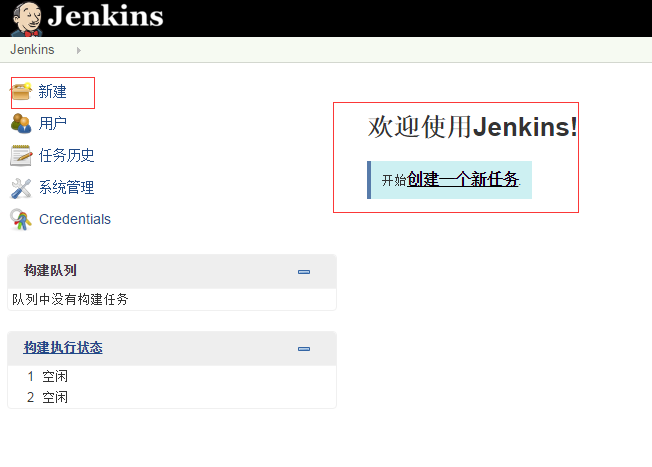 Jenkins
Jenkins
新建
用户
任务历史
系统管理
Credentials
构建队列
队列中没有构建任务
构建执行状态
1 空闲
2 空闲
欢迎使用Jenkins!
开始创建一个新任务.